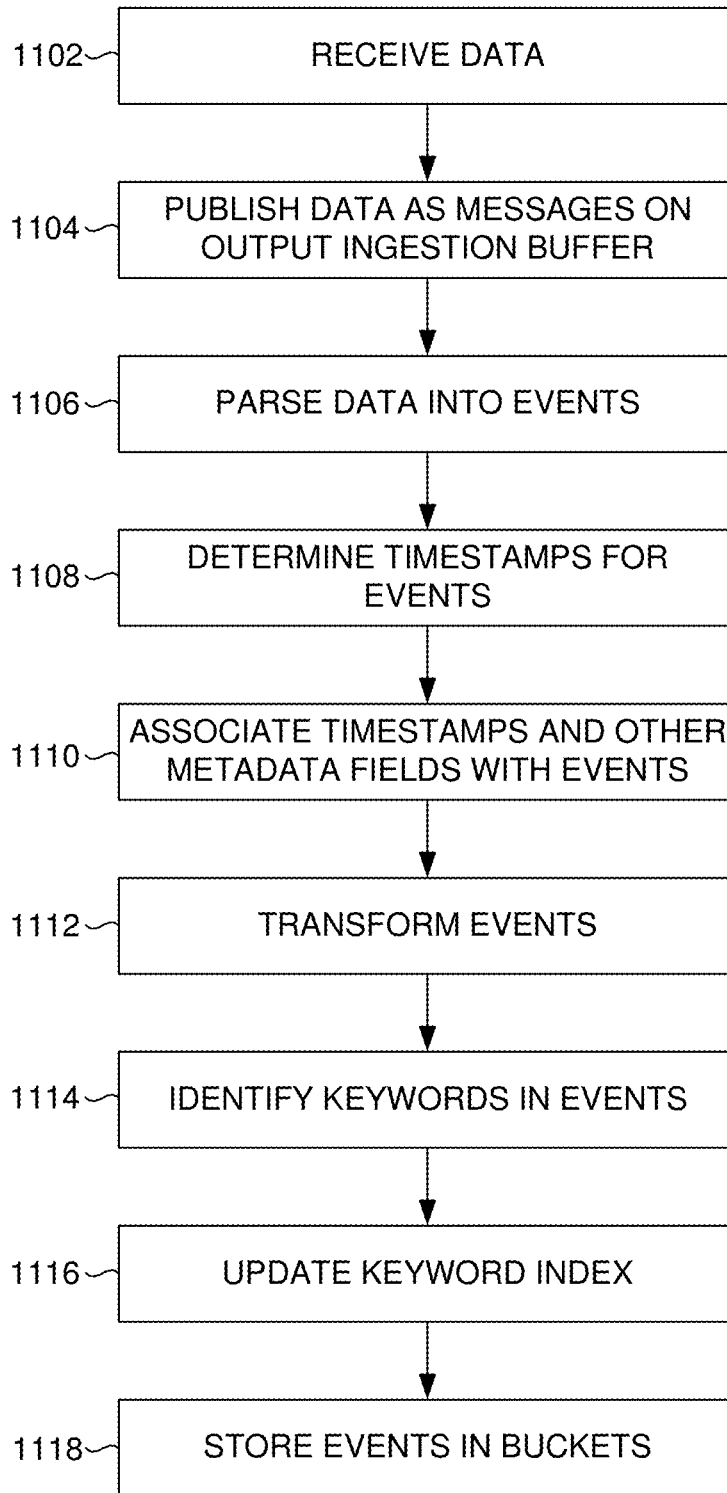 1102 RECEIVE DATA
1104 PUBLISH DATA AS MESSAGES ON
OUTPUT INGESTION BUFFER
1106 PARSE DATA INTO EVENTS
1108 DETERMINE TIMESTAMPS FOR
EVENTS
1110 ASSOCIATE TIMESTAMPS AND OTHER
METADATA FIELDS WITH EVENTS
1112 TRANSFORM EVENTS
1114 IDENTIFY KEYWORDS IN EVENTS
1116 UPDATE KEYWORD INDEX
1118 STORE EVENTS IN BUCKETS